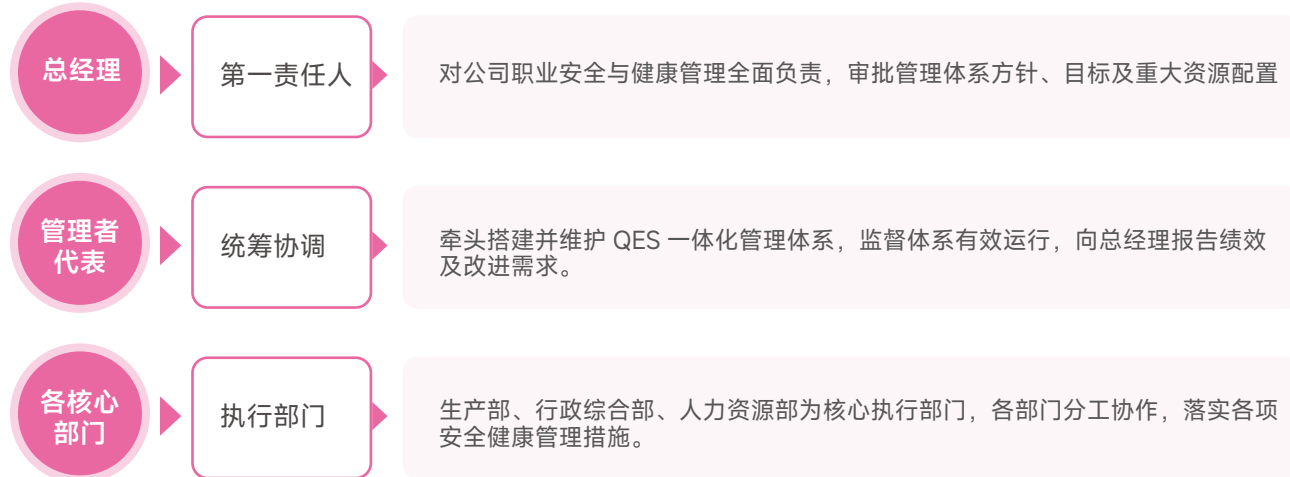 总经理
第一责任人
对公司职业安全与健康管理全面负责，审批管理体系方针、目标及重大资源配置
管理者
代表
统筹协调
牵头搭建并维护 QES 一体化管理体系，监督体系有效运行，向总经理报告绩效
及改进需求。
各核心
部门
执行部门
生产部、行政综合部、人力资源部为核心执行部门，各部门分工协作，落实各项
安全健康管理措施。